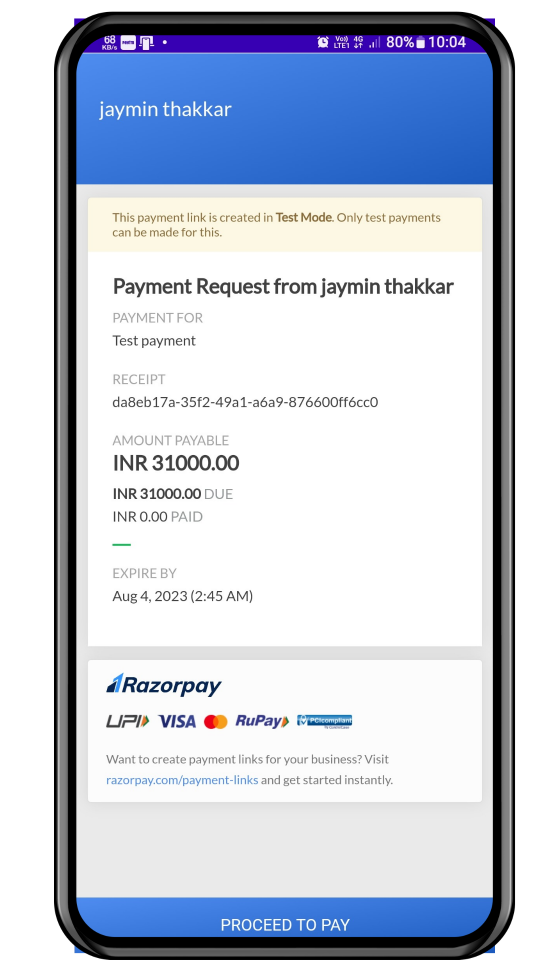 68
KB/s
Paytm
Vo))
LTE1
4G
80%
10:04
jaymin thakkar
This payment link is created in Test Mode. Only test payments
can be made for this.
Payment Request from jaymin thakkar
PAYMENT FOR
Test payment
RECEIPT
da8eb17a-35f2-49a1-a6a9-876600ff6cc0
AMOUNT PAYABLE
INR 31000.00
INR 31000.00 DUE
INR 0.00 PAID
EXPIRE BY
Aug 4, 2023 (2:45 AM)
Razorpay
UPI VISA RuPay PCIcompliant
Want to create payment links for your business? Visit
razorpay.com/payment-links and get started instantly.
PROCEED TO PAY